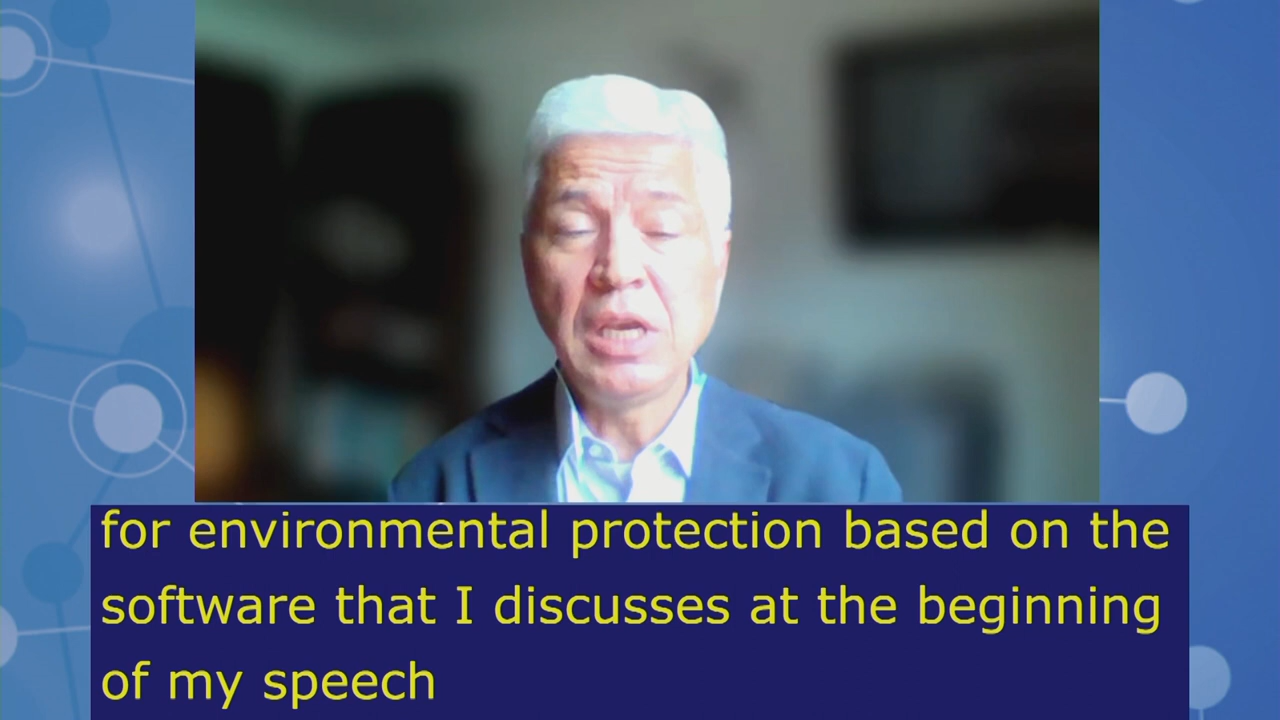 for environmental protection based on the
software that I discusses at the beginning
of my speech